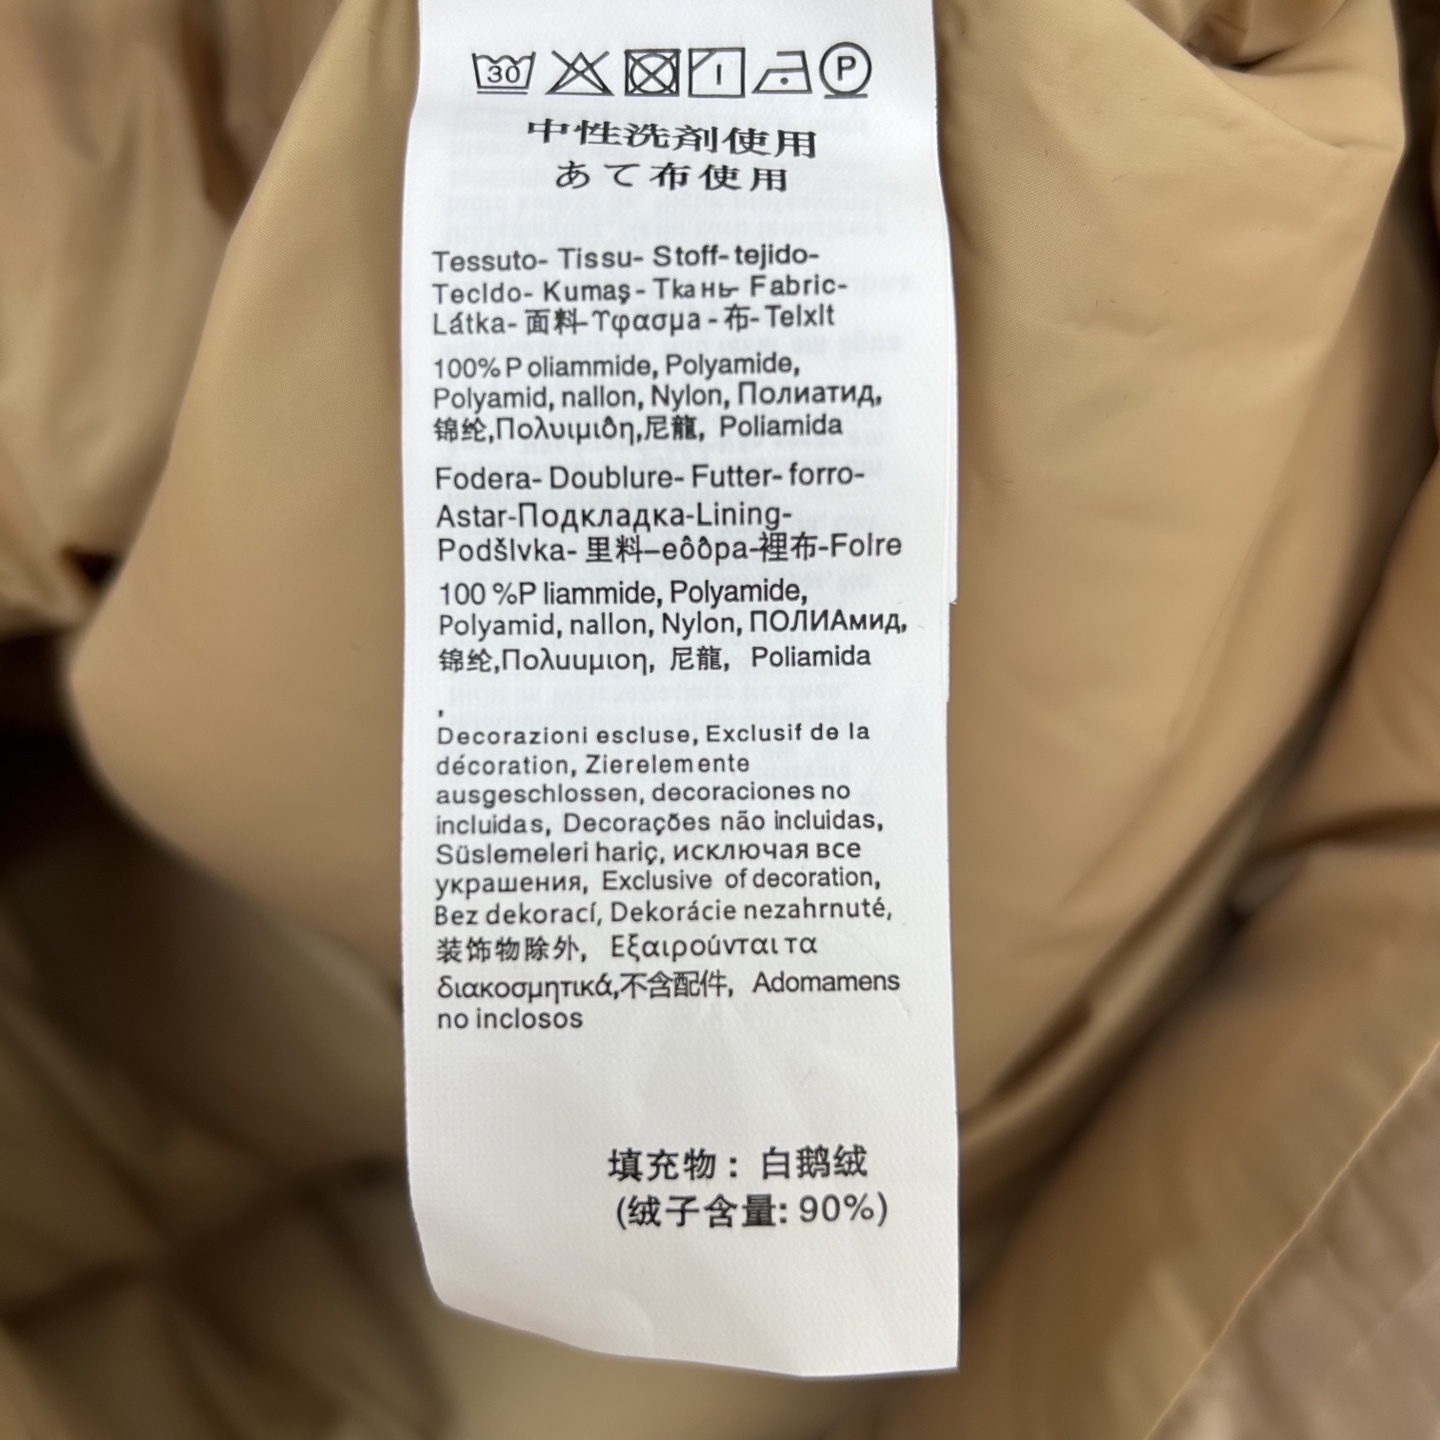 30 P
中性洗剤使用
あて布使用
Tessuto- Tissu- Stoff- tejido-
Tecldo- Kumaş- Ткань- Fabric-
Látka- 面料-ϒφασμα-布- Telxlt
100% P oliammide, Polyamide,
Polyamid, nallon, Nylon, Полиатид,
锦纶,Πολυιμιδη,尼龍, Poliamida
Fodera- Doublure- Futter- forro-
Astar-Подкладка-Lining-
Podšlvka- 里料–eôôpa-裡布-Folre
100 %P liammide, Polyamide,
Polyamid, nallon, Nylon, ПОЛИАмид,
锦纶,Πολυυμιοη, 尼龍, Poliamida
,
Decorazioni escluse, Exclusif de la
décoration, Zierelemente
ausgeschlossen, decoraciones no
incluidas, Decorações não incluidas,
Süslemeleri hariç, исключая все
украшения, Exclusive of decoration,
Bez dekorací, Dekorácie nezahrnuté,
装饰物除外, Εξαιρούνται τα
διακοσμητικά,不含配件, Adomamens
no inclosos
填充物：白鹅绒
(绒子含量: 90%)